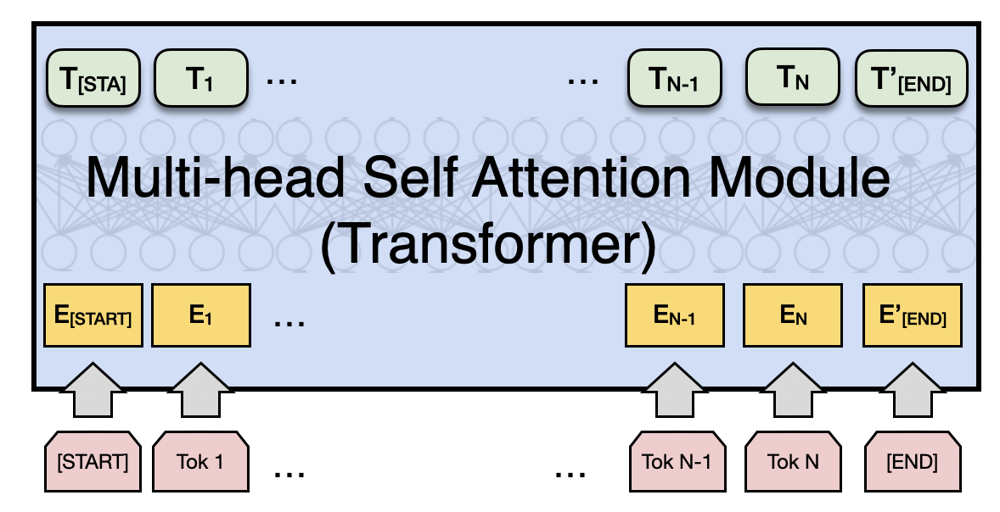 T[STA] T1 ... ... TN-1 TN T'[END]
Multi-head Self Attention Module
(Transformer)
E[START] E1 ... EN-1 EN E'[END]
[START] Tok 1 ... ... Tok N-1 Tok N [END]